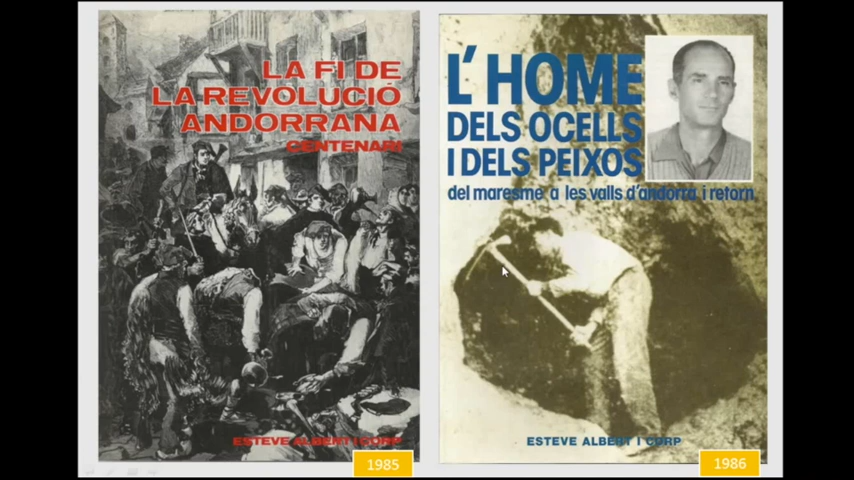 LA FI DE
LA REVOLUCIÓ
ANDORRANA
CENTENARI
ESTEVE ALBERT I CORP
1985
L'HOME
DELS OCELLS
I DELS PEIXOS
del maresme a les valls d'andorra i retorn
ESTEVE ALBERT I CORP
1986